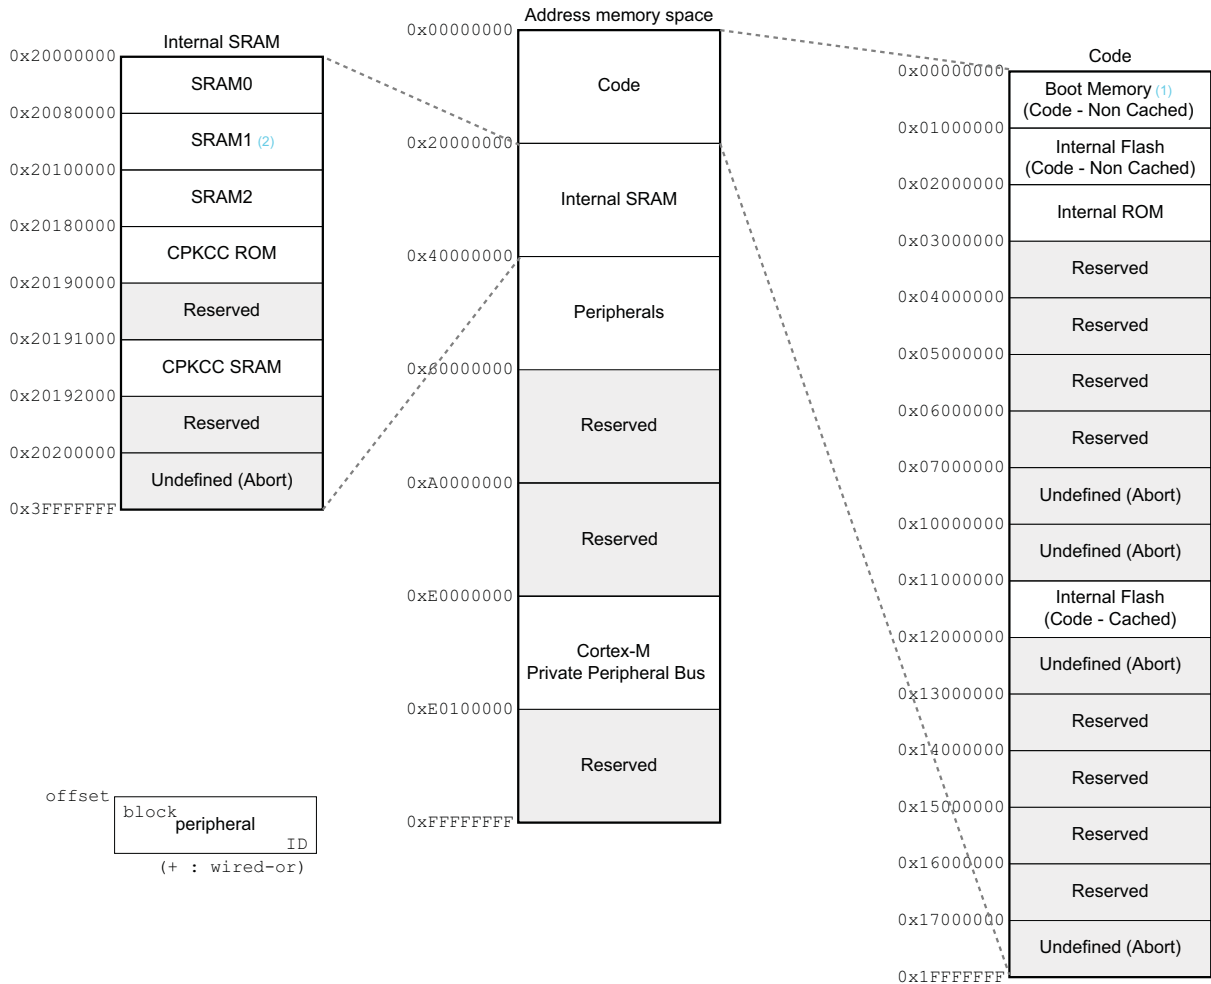 Internal SRAM
0x20000000
SRAM0
0x20080000
SRAM1 (2)
0x20100000
SRAM2
0x20180000
CPKCC ROM
0x20190000
Reserved
0x20191000
CPKCC SRAM
0x20192000
Reserved
0x20200000
Undefined (Abort)
0x3FFFFFFF
offset
block
peripheral
ID
(+ : wired-or)
Address memory space
0x00000000
Code
0x20000000
Internal SRAM
0x40000000
Peripherals
0x60000000
Reserved
0xA0000000
Reserved
0xE0000000
Cortex-M
Private Peripheral Bus
0xE0100000
Reserved
0xFFFFFFFF
Code
0x00000000
Boot Memory (1)
(Code - Non Cached)
0x01000000
Internal Flash
(Code - Non Cached)
0x02000000
Internal ROM
0x03000000
Reserved
0x04000000
Reserved
0x05000000
Reserved
0x06000000
Reserved
0x07000000
Undefined (Abort)
0x10000000
Undefined (Abort)
0x11000000
Internal Flash
(Code - Cached)
0x12000000
Undefined (Abort)
0x13000000
Reserved
0x14000000
Reserved
0x15000000
Reserved
0x16000000
Reserved
0x17000000
Undefined (Abort)
0x1FFFFFFF